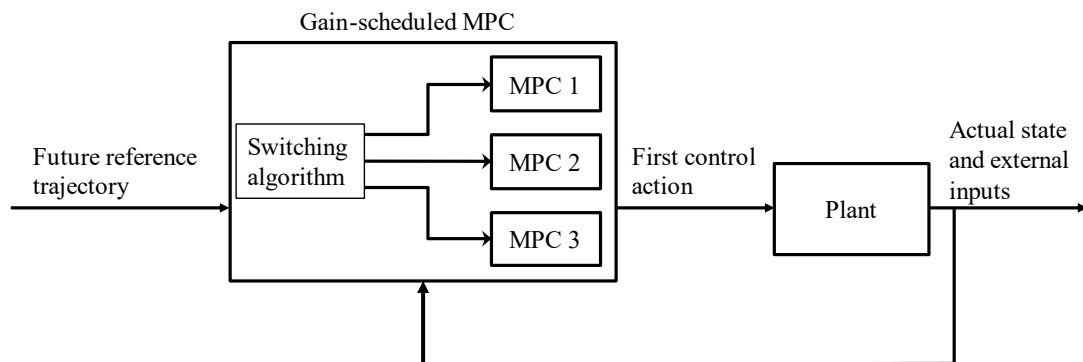 Gain-scheduled MPC
MPC 1
Switching
algorithm
MPC 2
MPC 3
Future reference
trajectory
First control
action
Plant
Actual state
and external
inputs